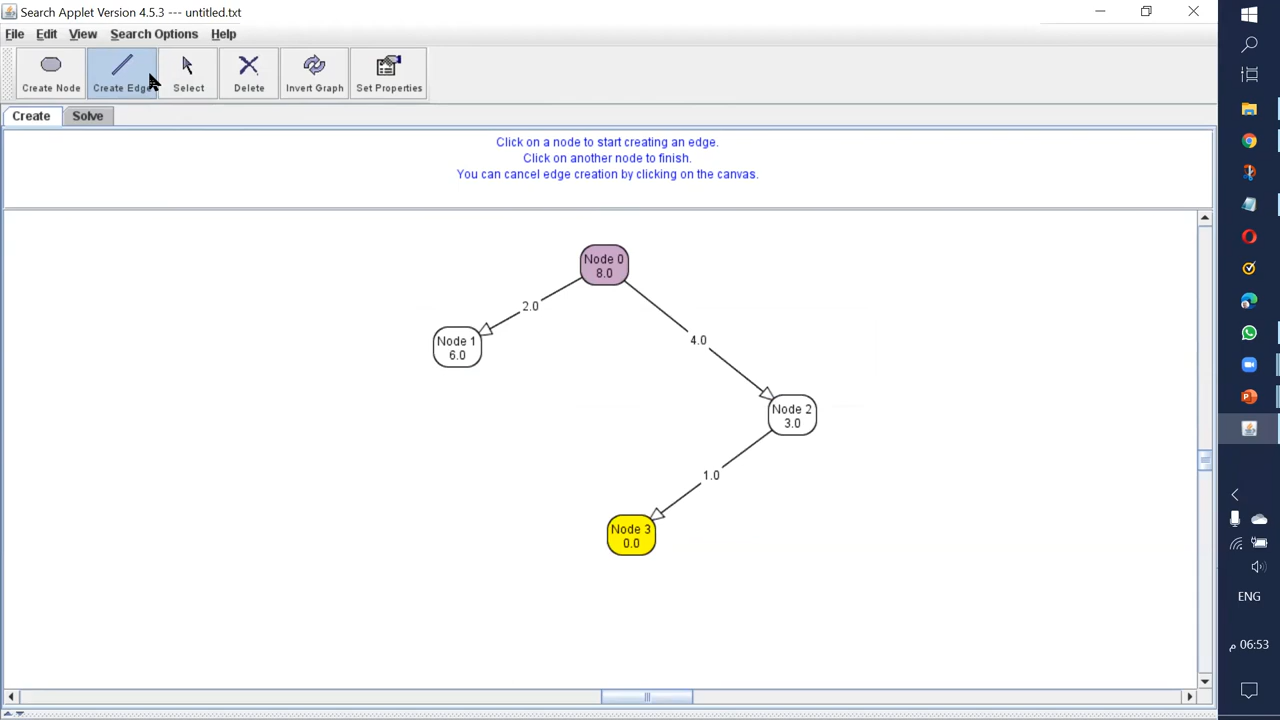 Search Applet Version 4.5.3 --- untitled.txt
File Edit View Search Options Help
Create Node Create Edge Select Delete Invert Graph Set Properties
Create Solve
Click on a node to start creating an edge.
Click on another node to finish.
You can cancel edge creation by clicking on the canvas.
Node 0
8.0
2.0
Node 1
6.0
4.0
Node 2
3.0
1.0
Node 3
0.0
ENG
06:53 م